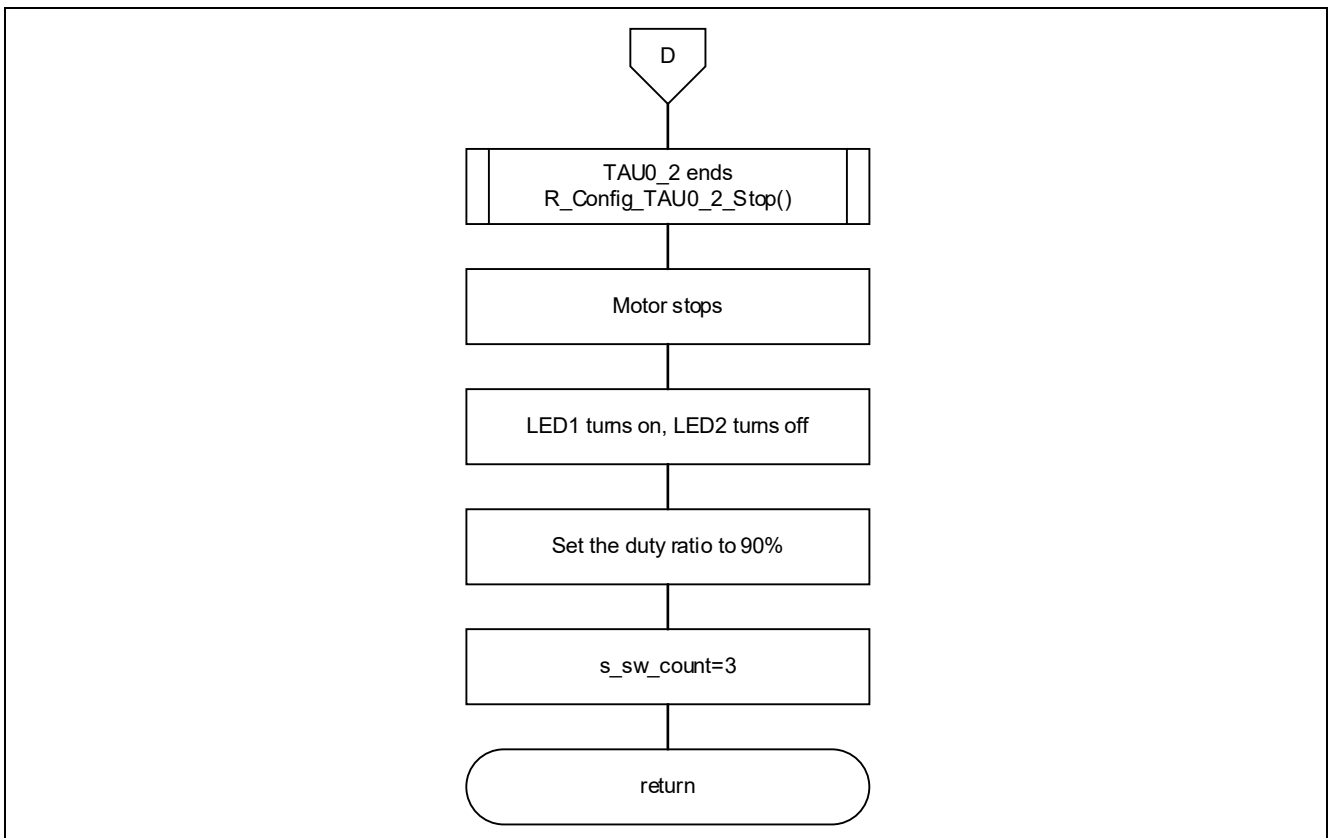 D
TAU0_2 ends
R_Config_TAU0_2_Stop()
Motor stops
LED1 turns on, LED2 turns off
Set the duty ratio to 90%
s_sw_count=3
return